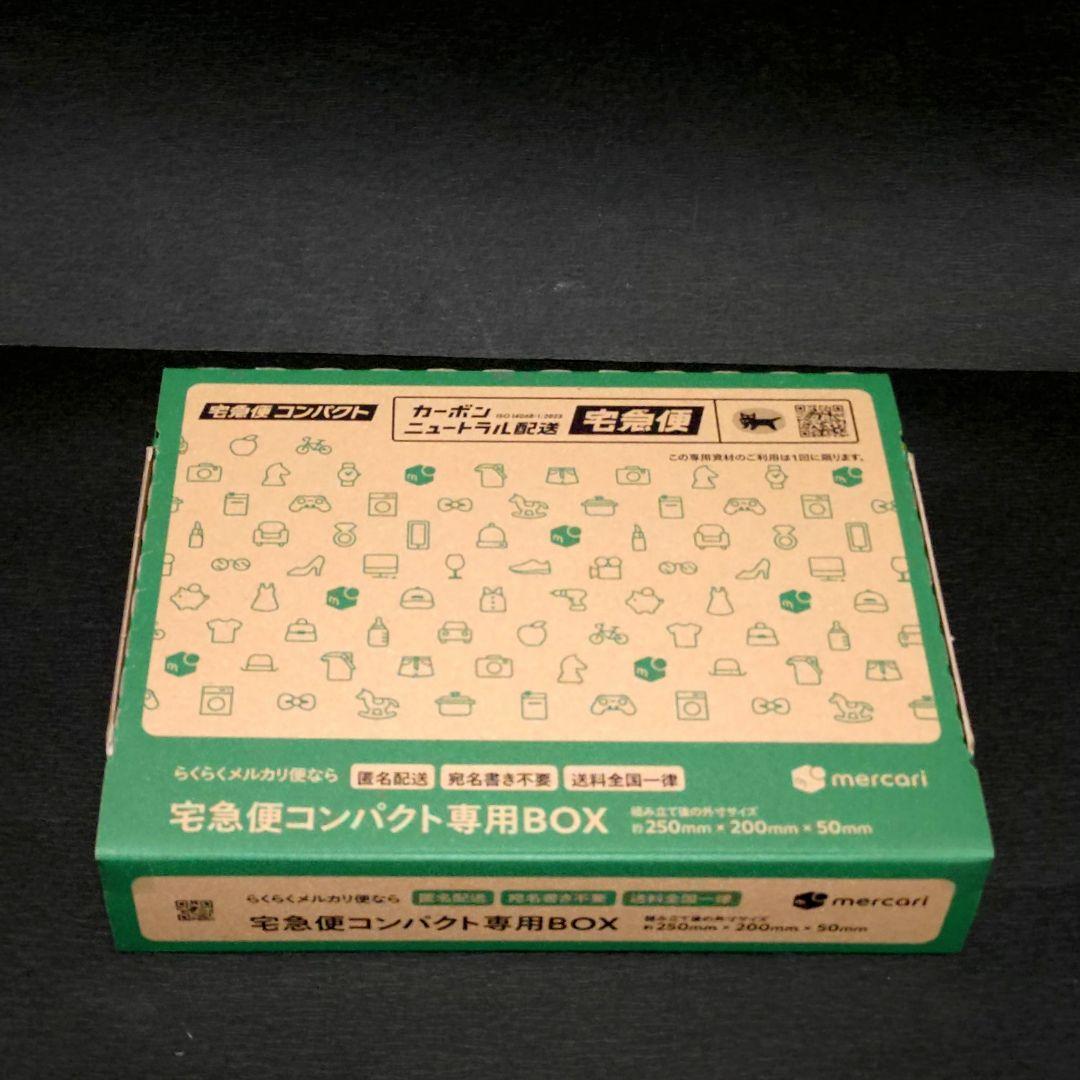 宅急便コンパクト
カーボン
ニュートラル配送
ISO 14068-1:2023
宅急便
この専用資材のご利用は1回に限ります。
らくらくメルカリ便なら 匿名配送 宛名書き不要 送料全国一律
mercari
宅急便コンパクト専用BOX
組み立て後の外寸サイズ
約250mm×200mm×50mm
らくらくメルカリ便なら 匿名配送 宛名書き不要 送料全国一律
mercari
宅急便コンパクト専用BOX
組み立て後の外寸サイズ
約250mm×200mm×50mm